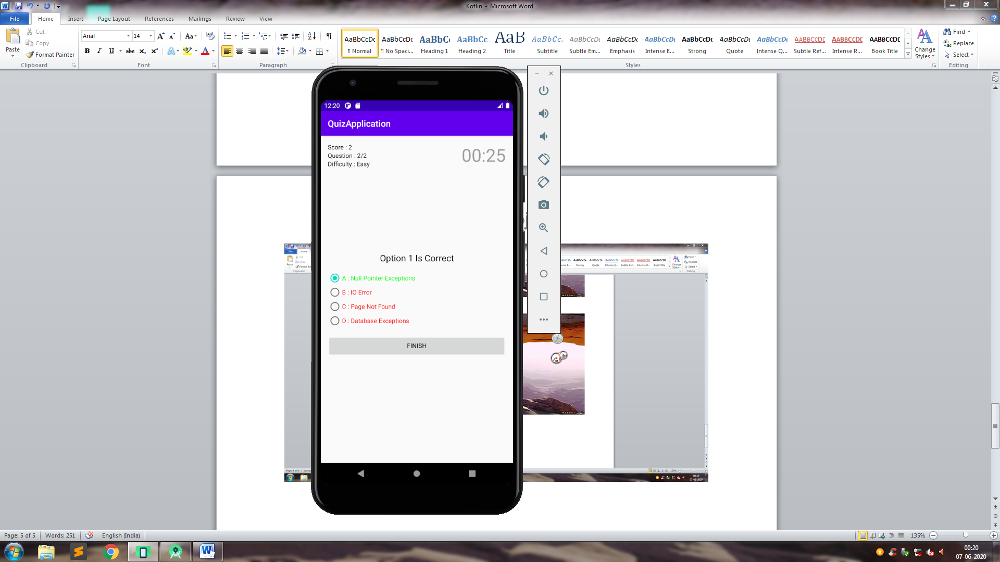 Kotlin - Microsoft Word
File Home Insert Page Layout References Mailings Review View
Paste
Cut
Copy
Format Painter
Clipboard
Arial 14
Font
Paragraph
AaBbCcDc AaBbCcDc AaBbC AaBbCc AaB AaBbCc. AaBbCcDc AaBbCcDc AaBbCcDc AaBbCcDc AaBbCcDc AaBbCcDc AABBCCDE AABBCCDE AABBCCDE
¶ Normal ¶ No Spaci... Heading 1 Heading 2 Title Subtitle Subtle Em... Emphasis Intense E... Strong Quote Intense Q... Subtle Ref... Intense R... Book Title
Styles
Change
Styles
Find
Replace
Select
Editing
12:20
QuizApplication
Score : 2
Question : 2/2
Difficulty : Easy
00:25
Option 1 Is Correct
A : Null Pointer Exceptions
B : IO Error
C : Page Not Found
D : Database Exceptions
FINISH
Page: 5 of 5 Words: 251 English (India) 135%
00:20
07-06-2020